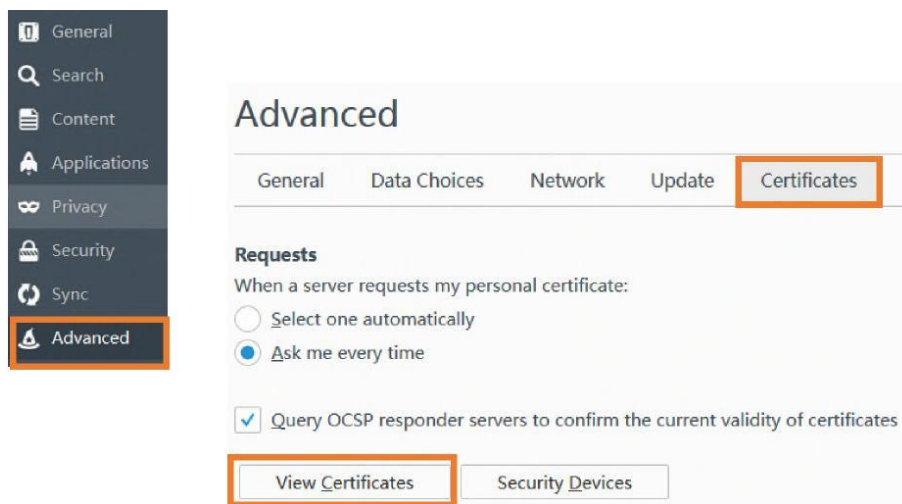 General
Search
Content
Applications
Privacy
Security
Sync
Advanced
Advanced
General Data Choices Network Update Certificates
Requests
When a server requests my personal certificate:
Select one automatically
Ask me every time
Query OCSP responder servers to confirm the current validity of certificates
View Certificates Security Devices